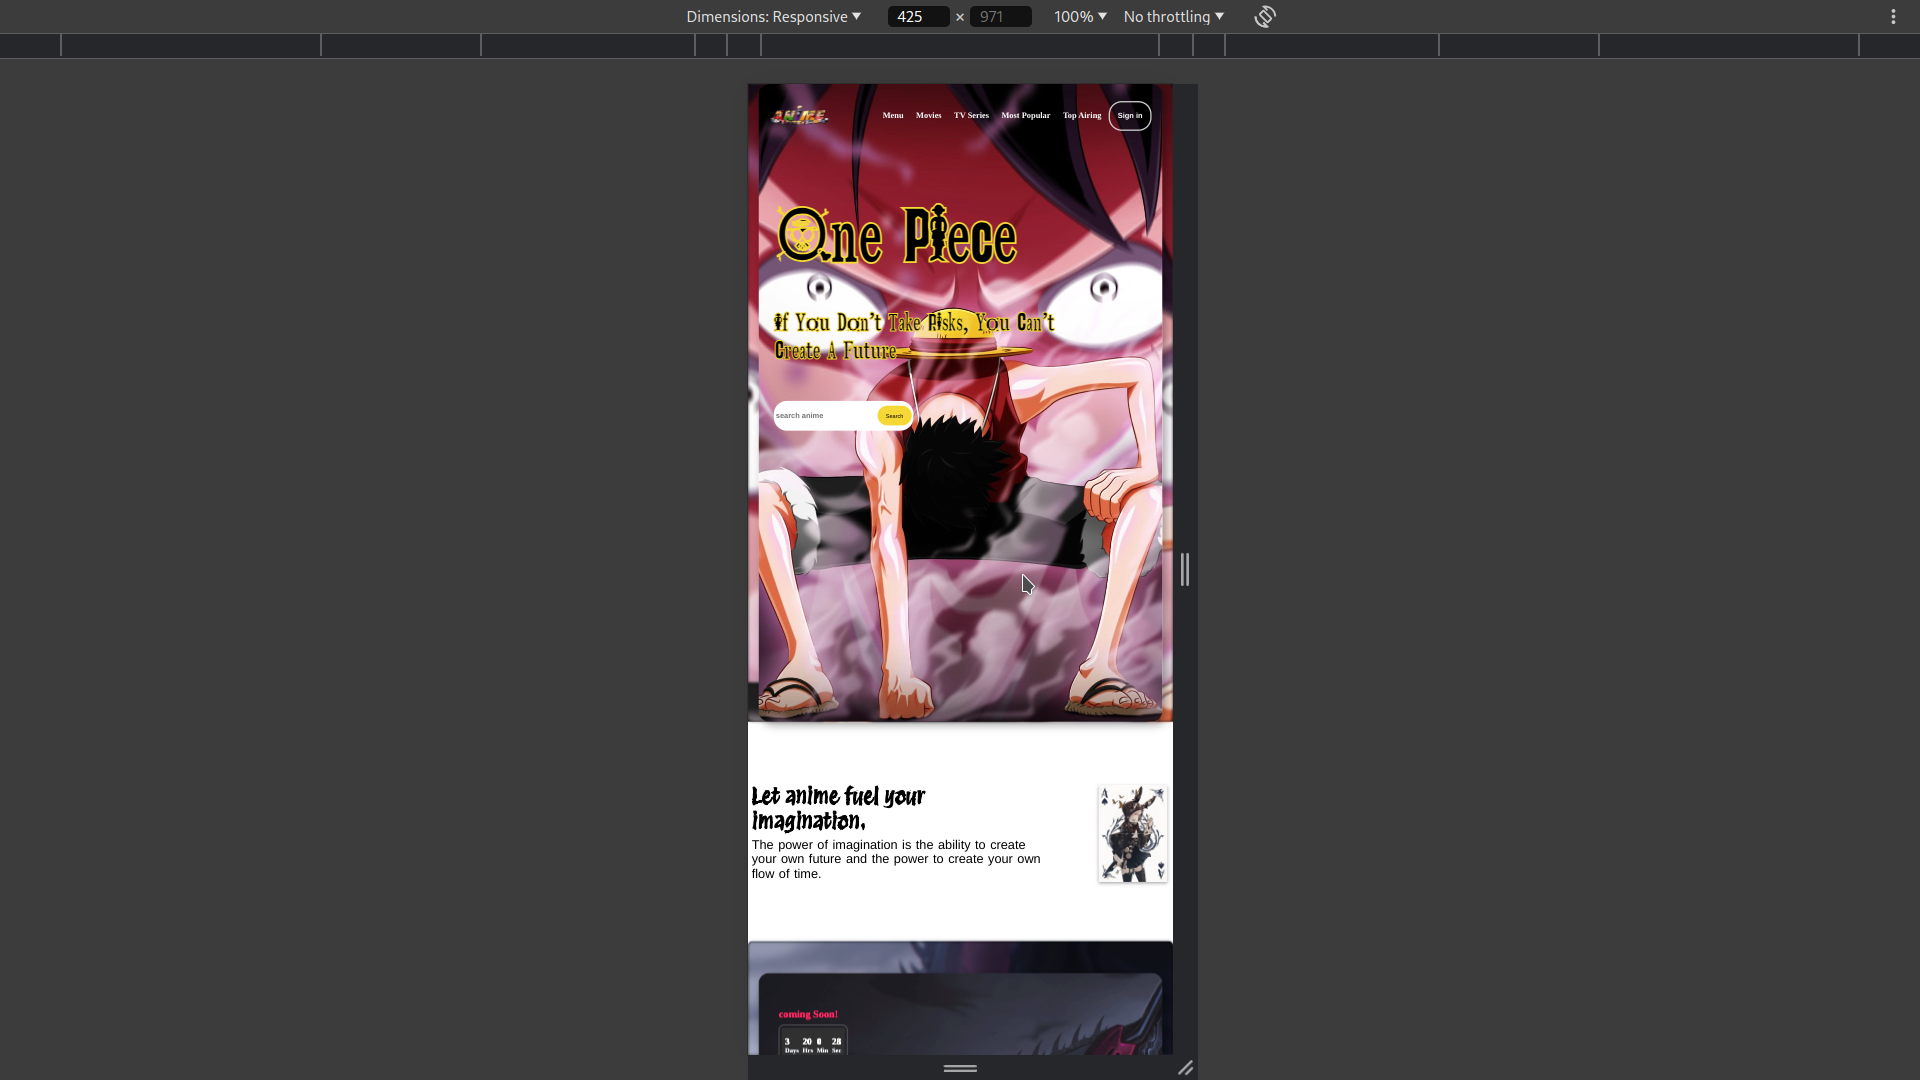 Dimensions: Responsive 425 × 971 100% No throttling
ANIME Menu Movies TV Series Most Popular Top Airing Sign in
One Piece
If You Don't Take Risks, You Can't
Create A Future
search anime Search
Let anime fuel your
imagination.
A
The power of imagination is the ability to create
your own future and the power to create your own
flow of time.
coming Soon!
3 20 0 28
Days Hrs Min Sec